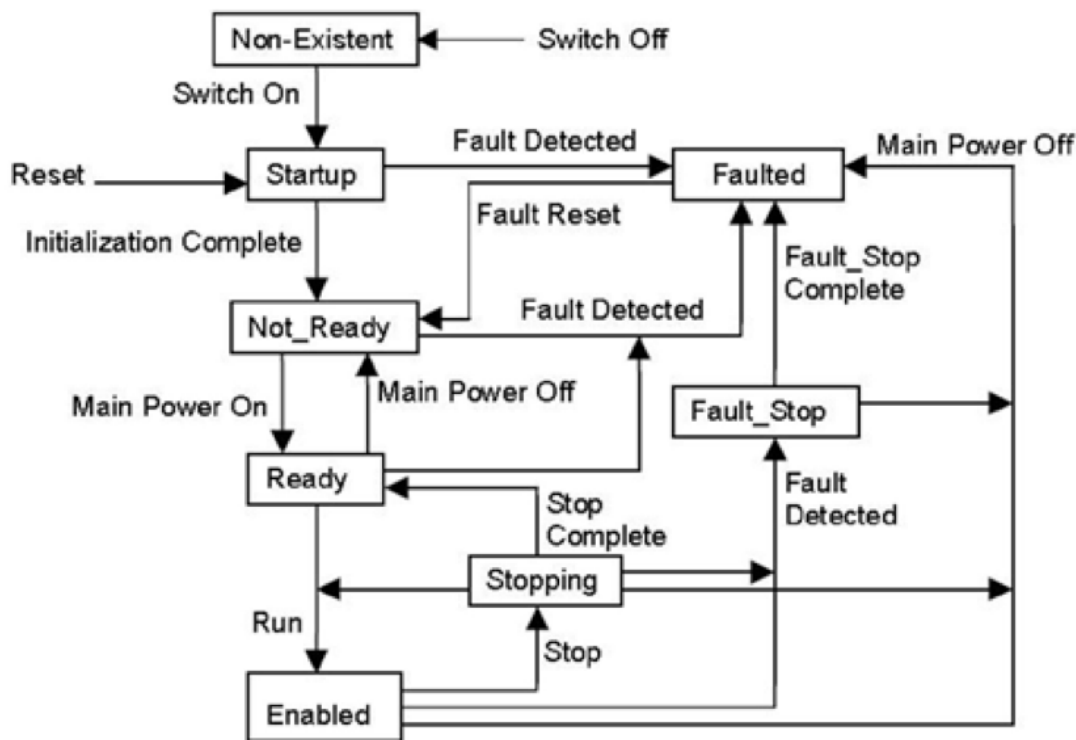 Non-Existent
Switch Off
Switch On
Fault Detected
Main Power Off
Reset
Startup
Faulted
Fault Reset
Initialization Complete
Fault_Stop
Complete
Not_Ready
Fault Detected
Main Power On
Main Power Off
Fault_Stop
Ready
Stop
Complete
Fault
Detected
Stopping
Run
Stop
Enabled